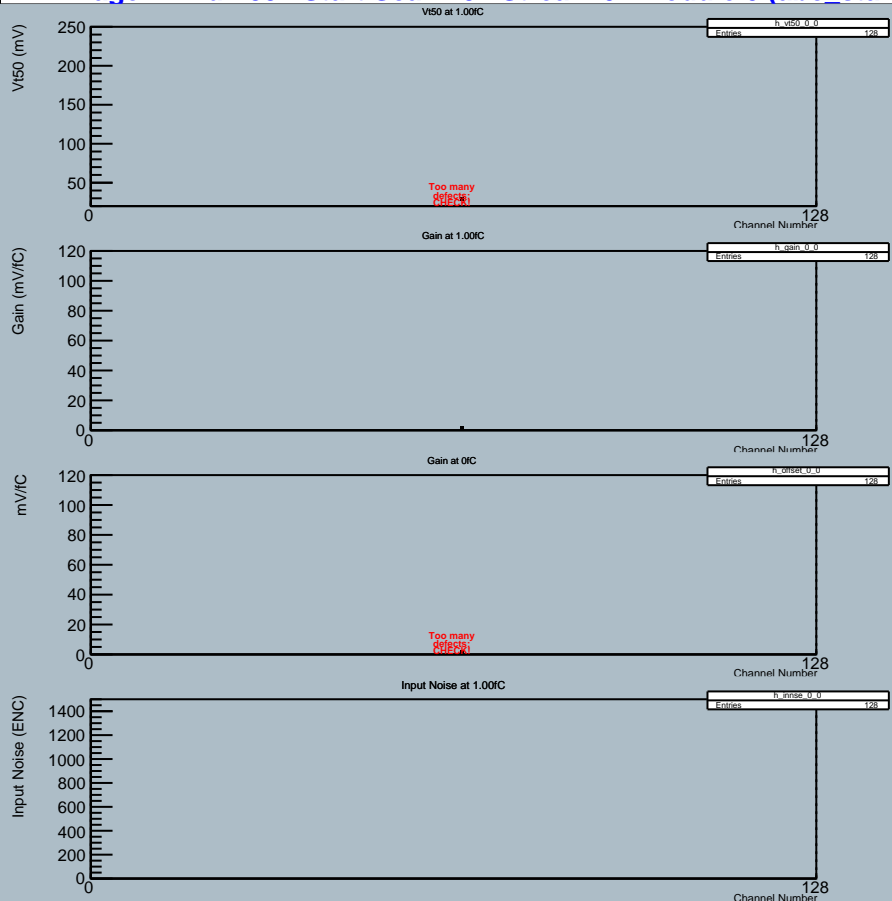 Vt50 at 1.00fC
h_vt50_0_0
Entries 128
Vt50 (mV)
250
200
150
100
50
Too many
defects:
CHECK!
0
128
Channel Number
Gain at 1.00fC
h_gain_0_0
Entries 128
Gain (mV/fC)
120
100
80
60
40
20
0
0
128
Channel Number
Gain at 0fC
h_offset_0_0
Entries 128
mV/fC
120
100
80
60
40
20
Too many
defects:
CHECK!
0
0
128
Channel Number
Input Noise at 1.00fC
h_innse_0_0
Entries 128
Input Noise (ENC)
1400
1200
1000
800
600
400
200
0
0
128
Channel Number